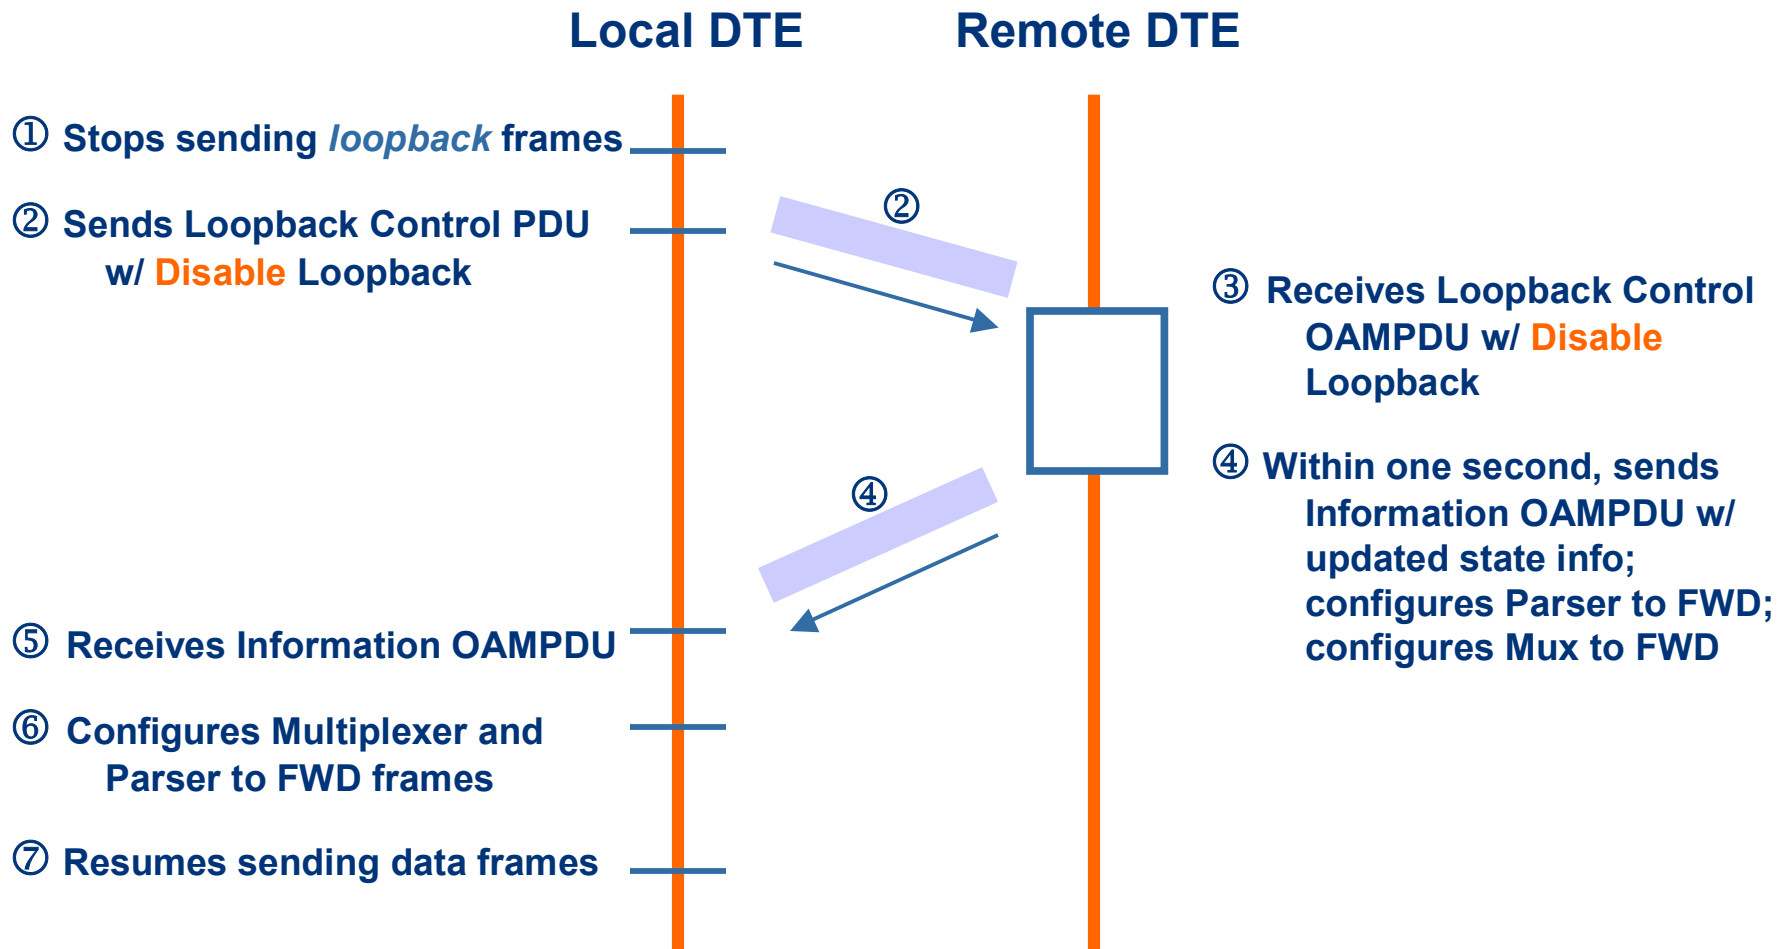 Local DTE
Remote DTE
① Stops sending loopback frames
② Sends Loopback Control PDU
w/ Disable Loopback
②
③ Receives Loopback Control
OAMPDU w/ Disable
Loopback
④ Within one second, sends
Information OAMPDU w/
updated state info;
configures Parser to FWD;
configures Mux to FWD
④
⑤ Receives Information OAMPDU
⑥ Configures Multiplexer and
Parser to FWD frames
⑦ Resumes sending data frames